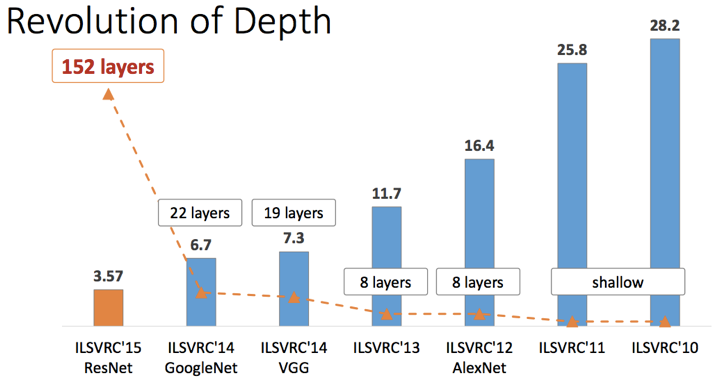 Revolution of Depth
152 layers
28.2
25.8
16.4
11.7
22 layers
19 layers
6.7
7.3
3.57
8 layers
8 layers
shallow
ILSVRC'15
ResNet
ILSVRC'14
GoogleNet
ILSVRC'14
VGG
ILSVRC'13
ILSVRC'12
AlexNet
ILSVRC'11
ILSVRC'10